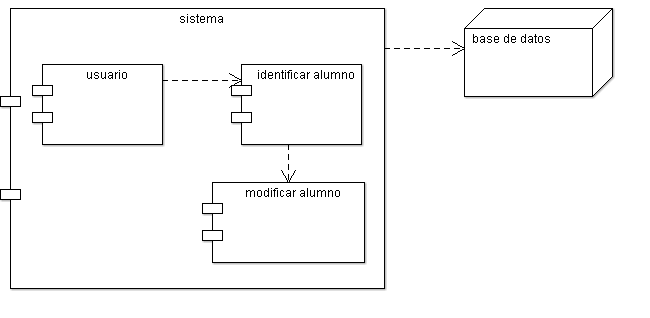 sistema
base de datos
usuario
identificar alumno
modificar alumno